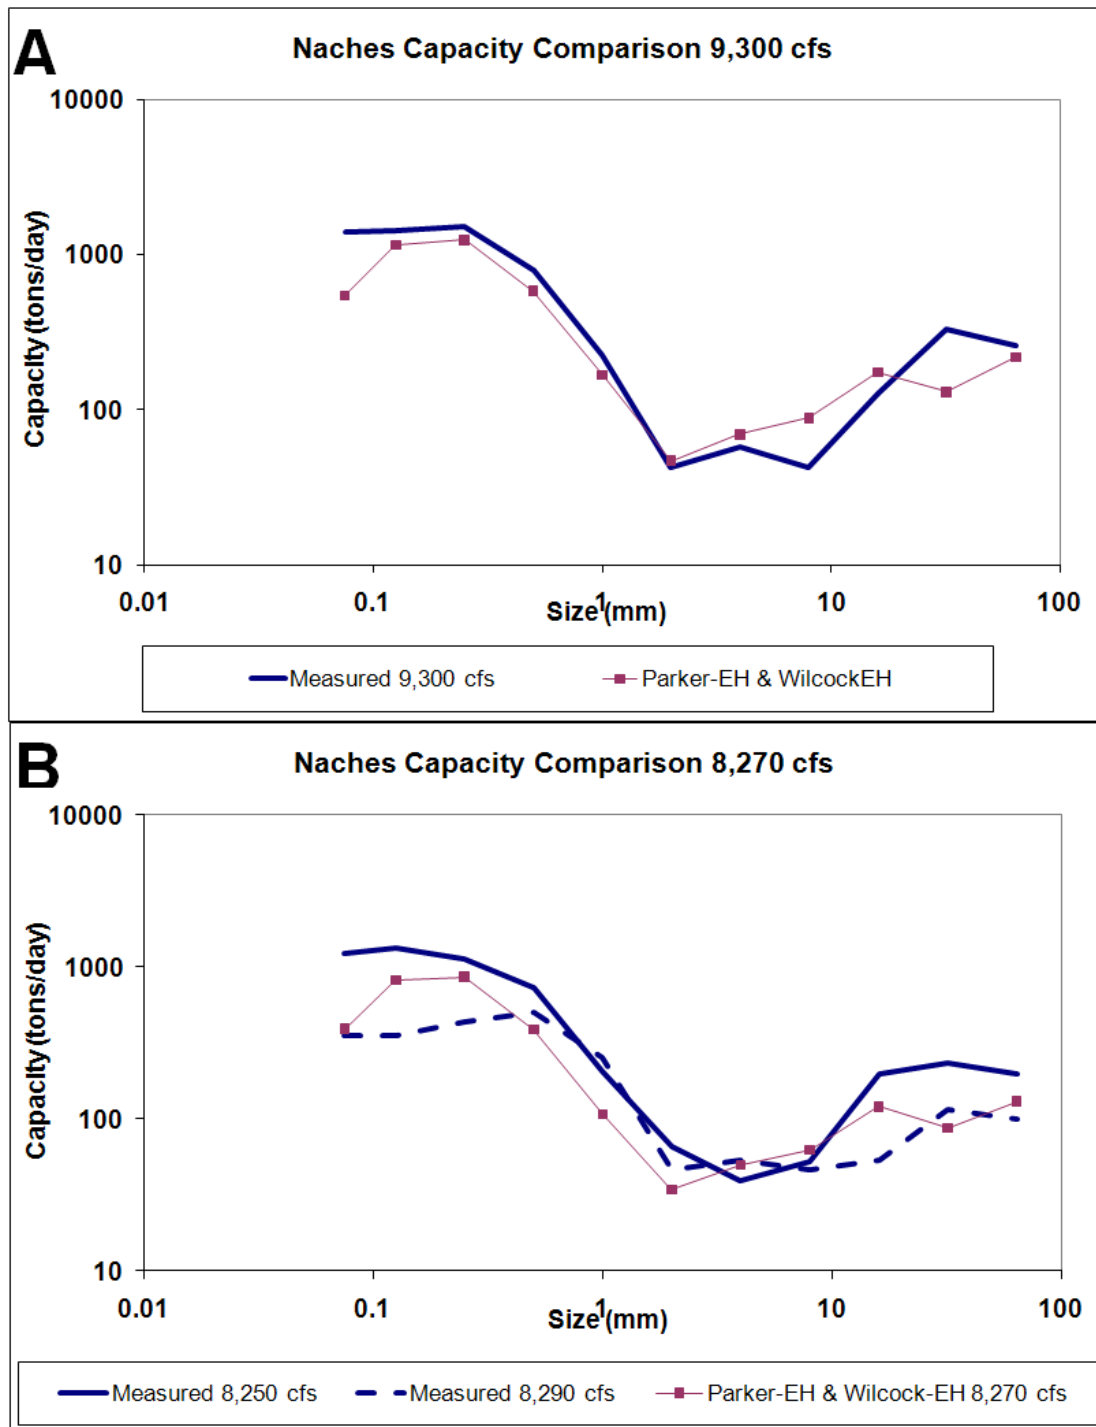 A
Naches Capacity Comparison 9,300 cfs
10000
1000
100
10
Capacity (tons/day)
0.01 0.1 1 10 100
Size (mm)
Measured 9,300 cfs Parker-EH & WilcockEH
B
Naches Capacity Comparison 8,270 cfs
10000
1000
100
10
Capacity (tons/day)
0.01 0.1 1 10 100
Size (mm)
Measured 8,250 cfs Measured 8,290 cfs Parker-EH & Wilcock-EH 8,270 cfs